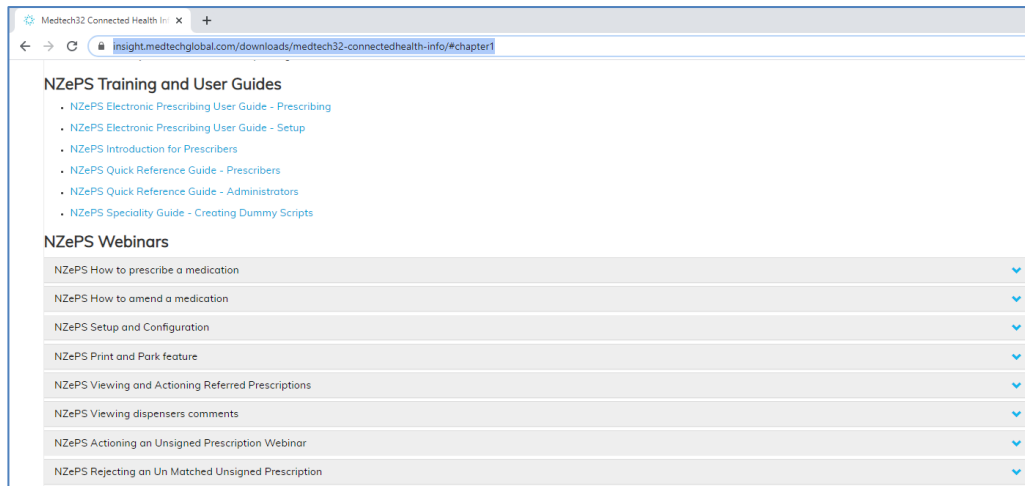 Medtech32 Connected Health In
insight.medtechglobal.com/downloads/medtech32-connectedhealth-info/#chapter1
NZePS Training and User Guides
NZePS Electronic Prescribing User Guide - Prescribing
NZePS Electronic Prescribing User Guide - Setup
NZePS Introduction for Prescribers
NZePS Quick Reference Guide - Prescribers
NZePS Quick Reference Guide - Administrators
NZePS Speciality Guide - Creating Dummy Scripts
NZePS Webinars
NZePS How to prescribe a medication
NZePS How to amend a medication
NZePS Setup and Configuration
NZePS Print and Park feature
NZePS Viewing and Actioning Referred Prescriptions
NZePS Viewing dispensers comments
NZePS Actioning an Unsigned Prescription Webinar
NZePS Rejecting an Un Matched Unsigned Prescription